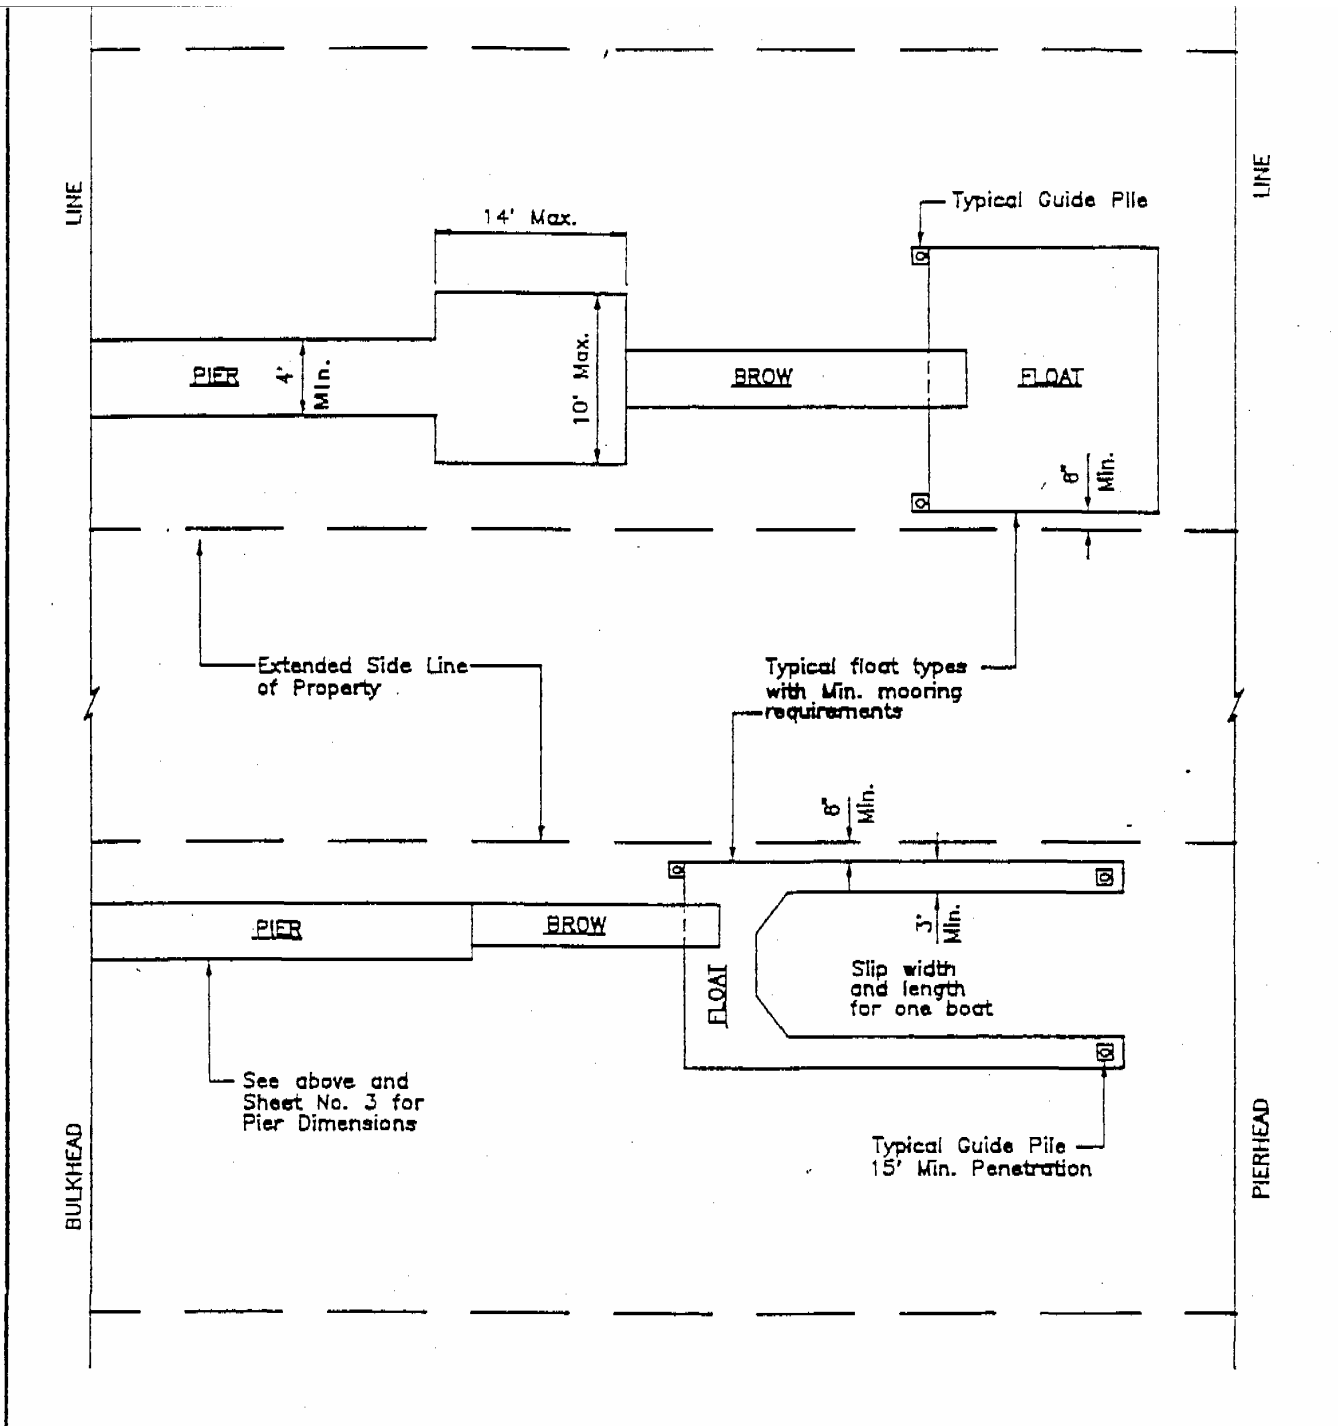 LINE
LINE
Typical Guide Pile
14' Max.
PIER
4'
Min.
10' Max.
BROW
FLOAT
6"
Min.
Extended Side Line
of Property
Typical float types
with Min. mooring
requirements
6"
Min.
PIER
BROW
FLOAT
3'
Min.
Slip width
and length
for one boat
See above and
Sheet No. 3 for
Pier Dimensions
Typical Guide Pile
15' Min. Penetration
BULKHEAD
PIERHEAD